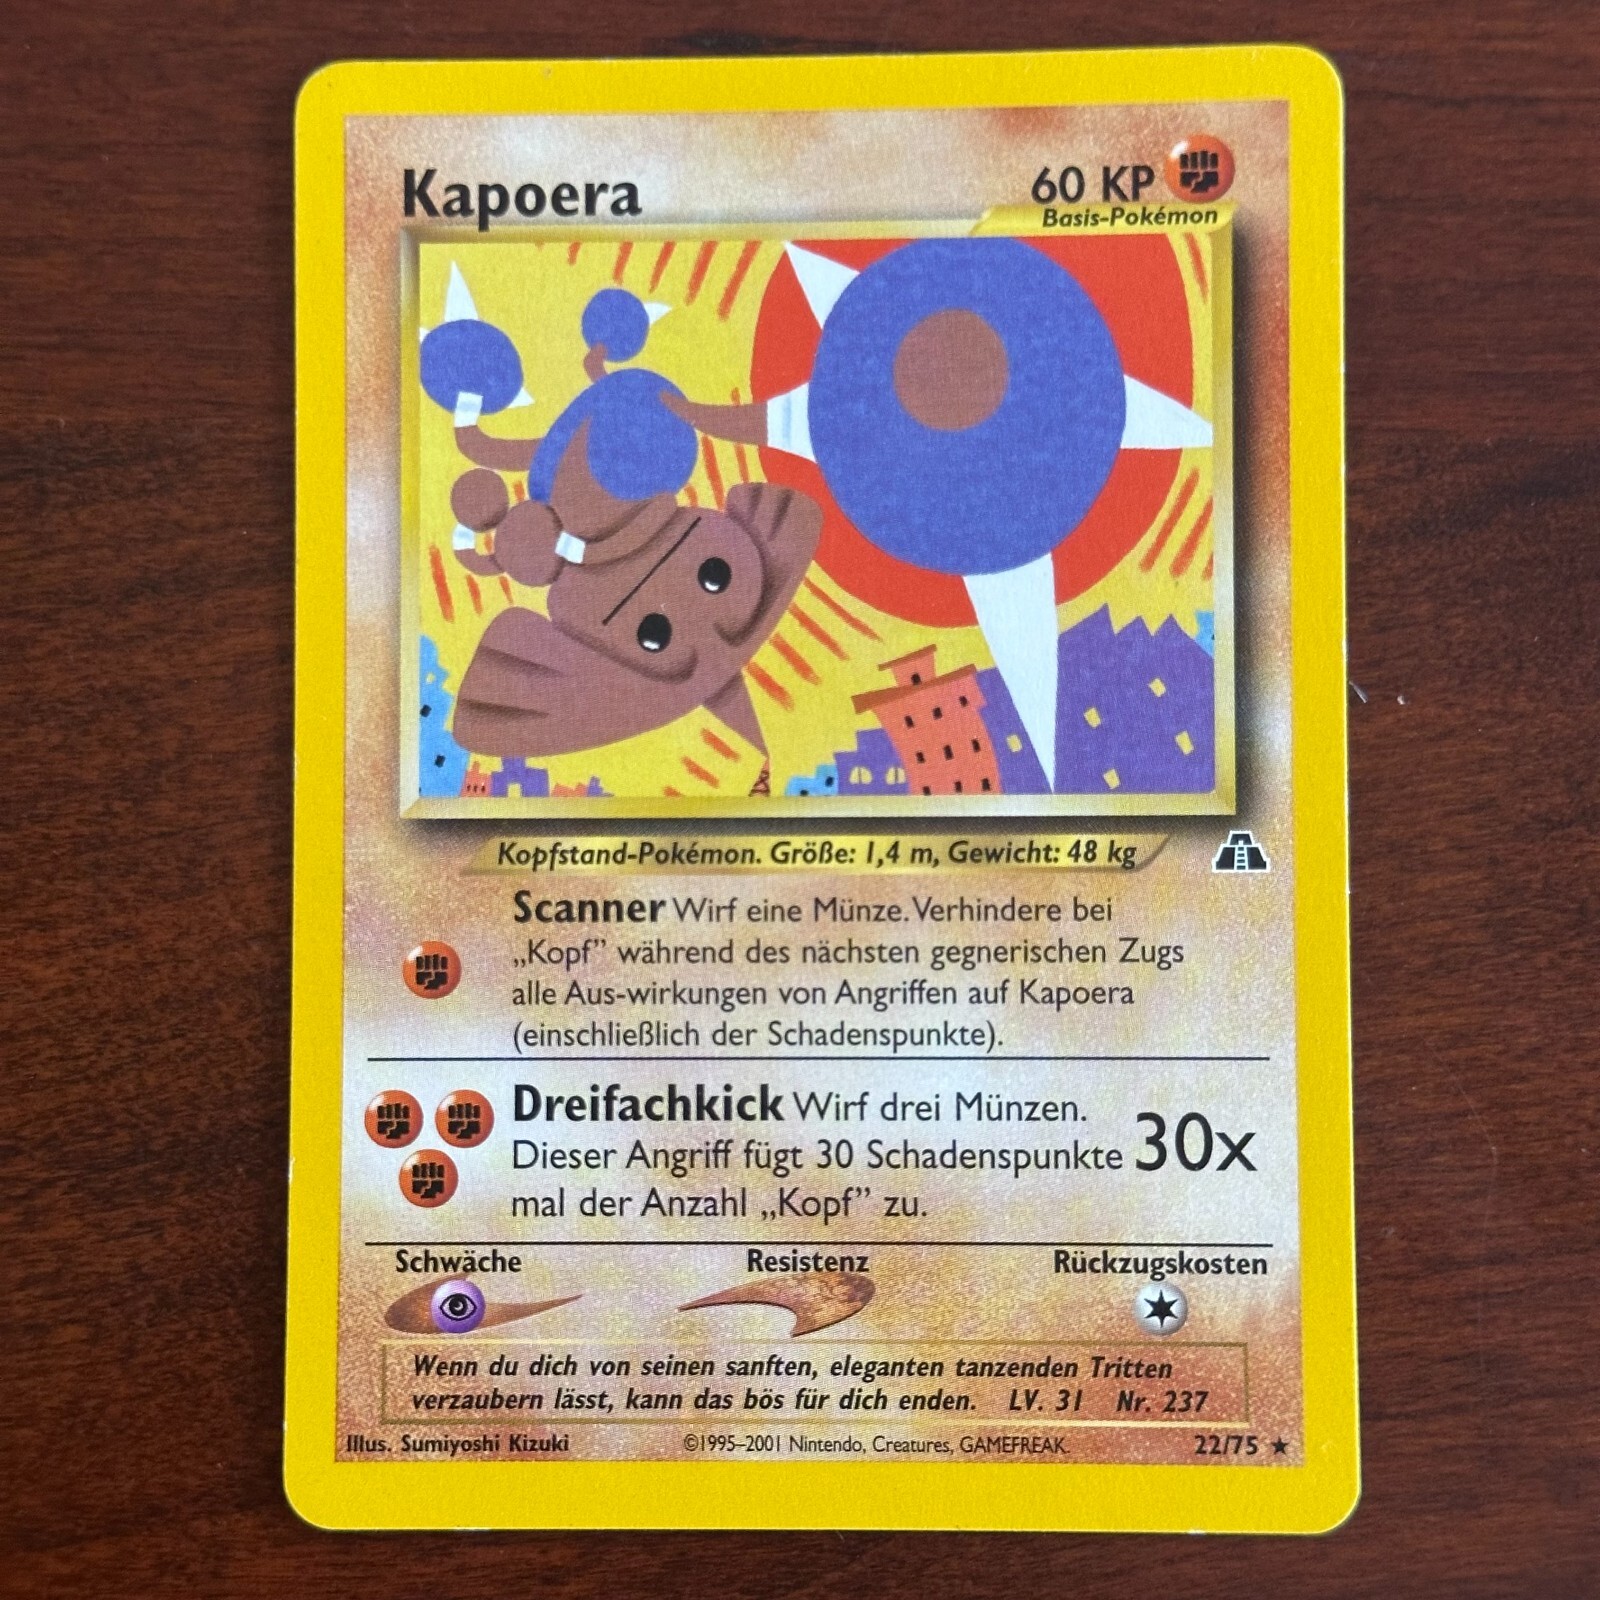 Kapoera
60 KP
Basis-Pokémon
Kopfstand-Pokémon. Größe: 1,4 m, Gewicht: 48 kg
Scanner Wirf eine Münze. Verhindere bei
„Kopf” während des nächsten gegnerischen Zugs
alle Aus-wirkungen von Angriffen auf Kapoera
(einschließlich der Schadenspunkte).
Dreifachkick Wirf drei Münzen.
Dieser Angriff fügt 30 Schadenspunkte
mal der Anzahl „Kopf” zu.
30x
Schwäche Resistenz Rückzugskosten
Wenn du dich von seinen sanften, eleganten tanzenden Tritten
verzaubern lässt, kann das bös für dich enden. LV. 31 Nr. 237
Illus. Sumiyoshi Kizuki ©1995–2001 Nintendo, Creatures, GAMEFREAK. 22/75 ★